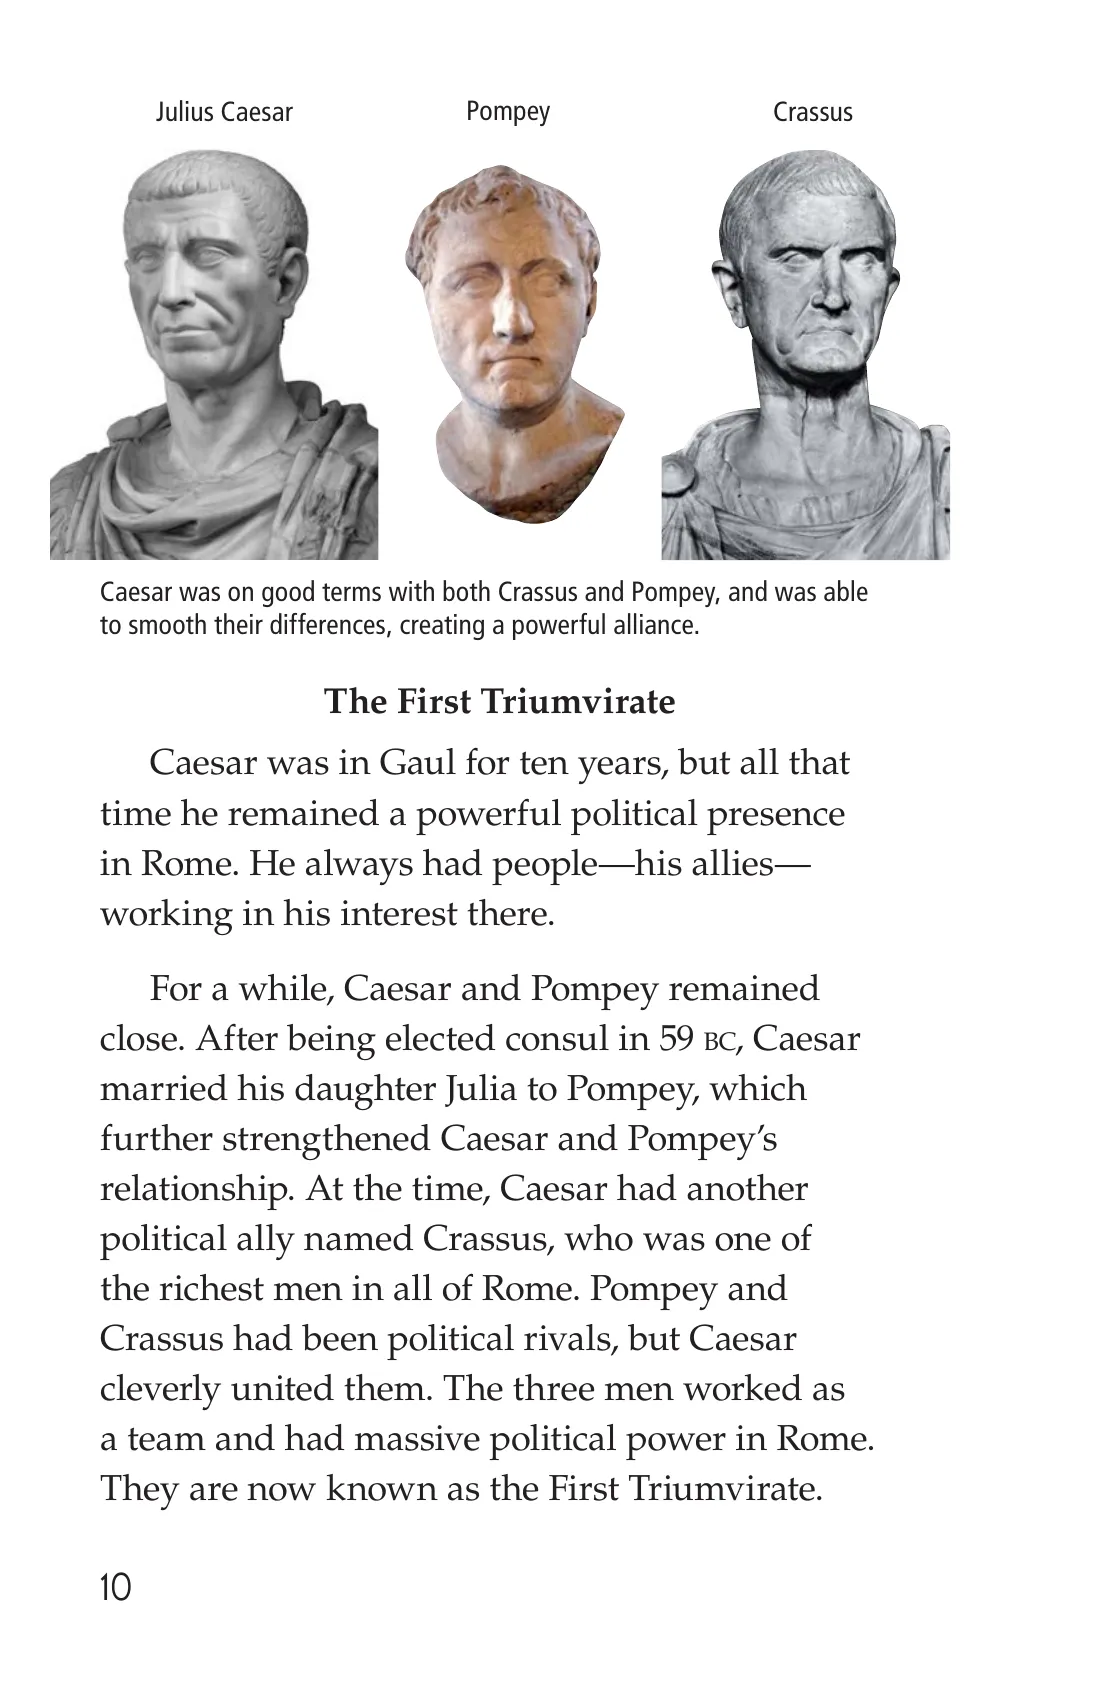 Julius Caesar
Pompey
Crassus
Caesar was on good terms with both Crassus and Pompey, and was able
to smooth their differences, creating a powerful alliance.
The First Triumvirate
Caesar was in Gaul for ten years, but all that
time he remained a powerful political presence
in Rome. He always had people—his allies—
working in his interest there.
For a while, Caesar and Pompey remained
close. After being elected consul in 59 BC, Caesar
married his daughter Julia to Pompey, which
further strengthened Caesar and Pompey’s
relationship. At the time, Caesar had another
political ally named Crassus, who was one of
the richest men in all of Rome. Pompey and
Crassus had been political rivals, but Caesar
cleverly united them. The three men worked as
a team and had massive political power in Rome.
They are now known as the First Triumvirate.
10